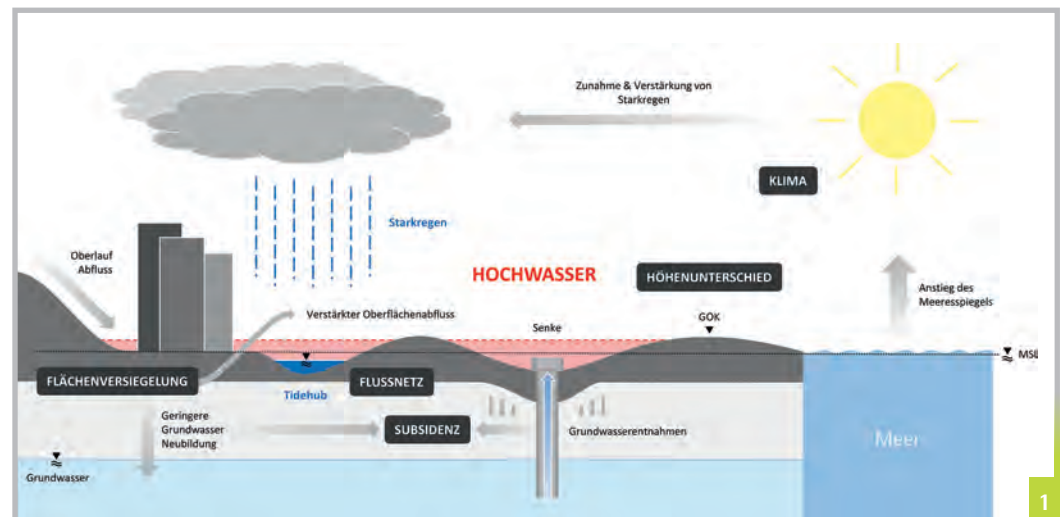 Zunahme & Verstärkung von
Starkregen
KLIMA
Starkregen
Oberlauf
Abfluss
HOCHWASSER
HÖHENUNTERSCHIED
Anstieg des
Meeresspiegels
Verstärkter Oberflächenabfluss
Senke
GOK
MSL
FLÄCHENVERSIEGELUNG
FLUSSNETZ
Tidehub
Geringere
Grundwasser
Neubildung
SUBSIDENZ
Grundwasserentnahmen
Meer
Grundwasser
1